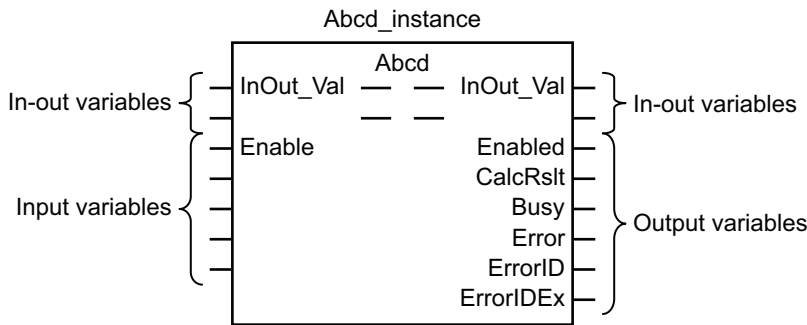 Abcd_instance
Abcd
In-out variables
InOut_Val
InOut_Val
In-out variables
Enable
Enabled
CalcRslt
Input variables
Busy
Output variables
Error
ErrorID
ErrorIDEx